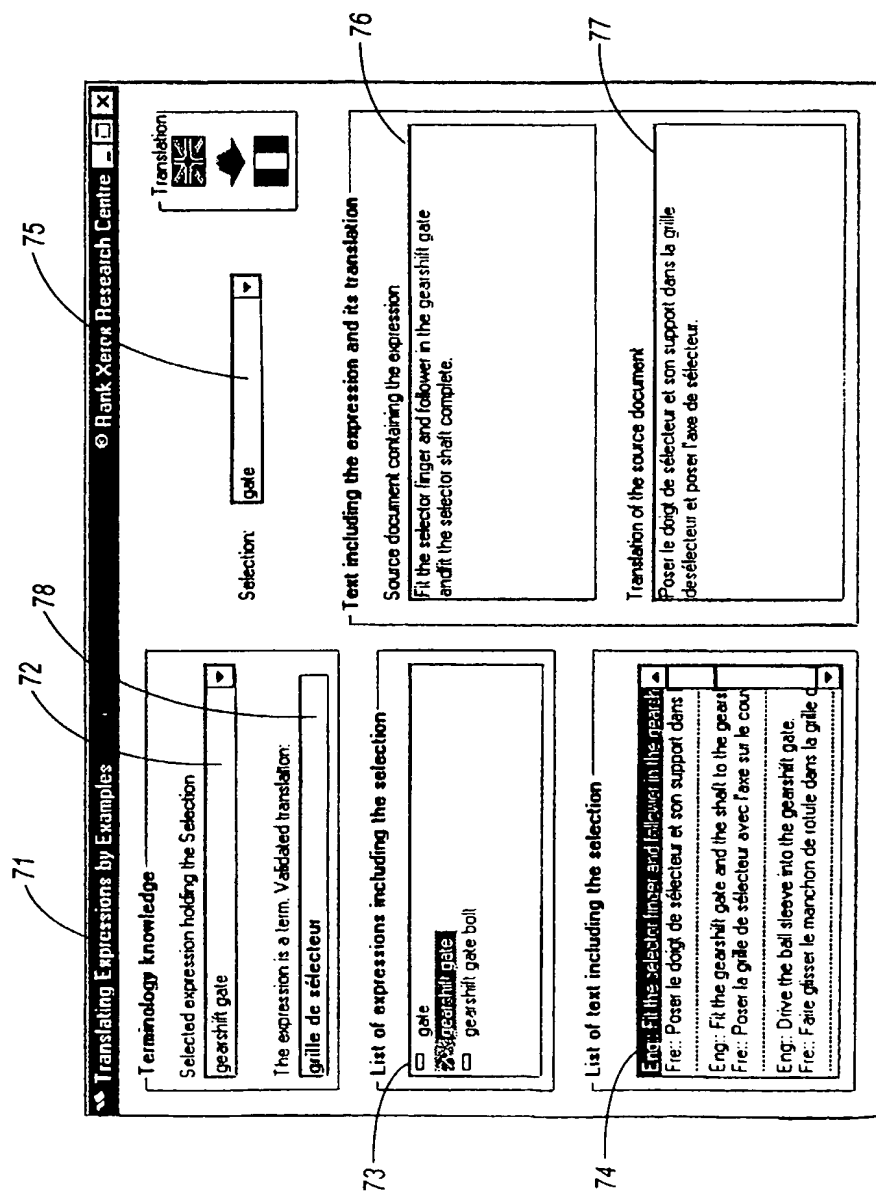 71
72
78
75
Translating Expressions by Examples
© Rank Xerox Research Centre
Terminology knowledge
Selected expression holding the Selection
gearshift gate
The expression is a term. Validated translation:
grille de sélecteur
Selection:
gate
Translation
73
List of expressions including the selection
gate
gearshift gate
gearshift gate bolt
74
List of text including the selection
Eng:: Fit the selector finger and follower in the gearsh
Fre:: Poser le doigt de sélecteur et son support dans l
Eng:: Fit the gearshift gate and the shaft to the gears
Fre:: Poser la grille de sélecteur avec l'axe sur le cou
Eng:: Drive the ball sleeve into the gearshift gate.
Fre:: Faire glisser le manchon de rotule dans la grille d
76
Text including the expression and its translation
Source document containing the expression
Fit the selector finger and follower in the gearshift gate
andfit the selector shaft complete.
77
Translation of the source document
Poser le doigt de sélecteur et son support dans la grille
desélecteur et poser l'axe de sélecteur.